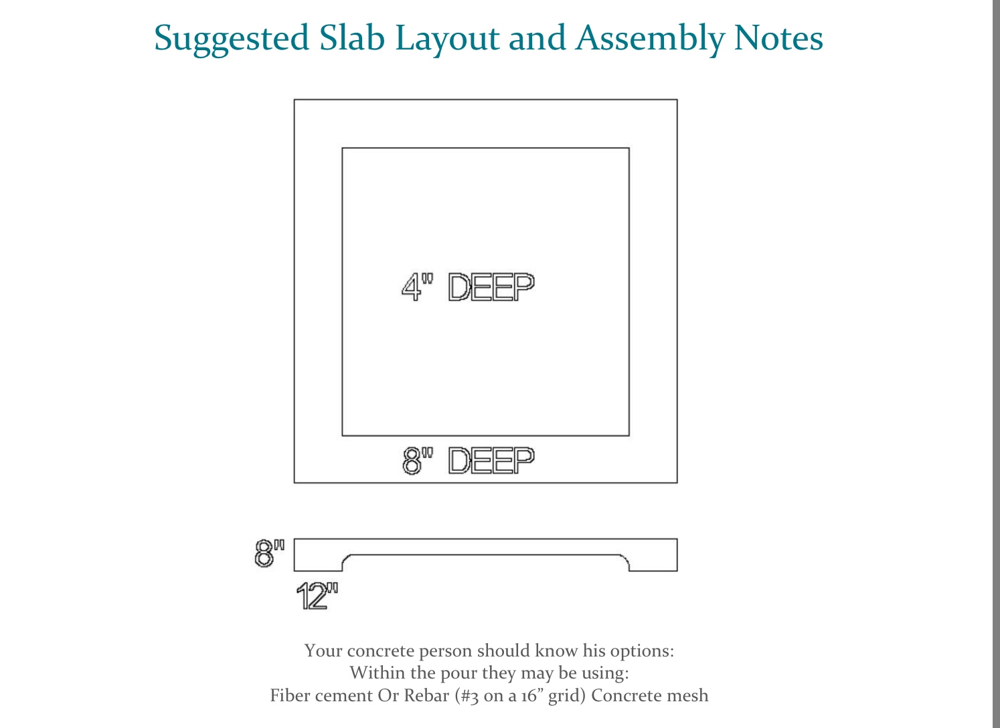 Suggested Slab Layout and Assembly Notes
4" DEEP
8" DEEP
8"
12"
Your concrete person should know his options:
Within the pour they may be using:
Fiber cement Or Rebar (#3 on a 16” grid) Concrete mesh